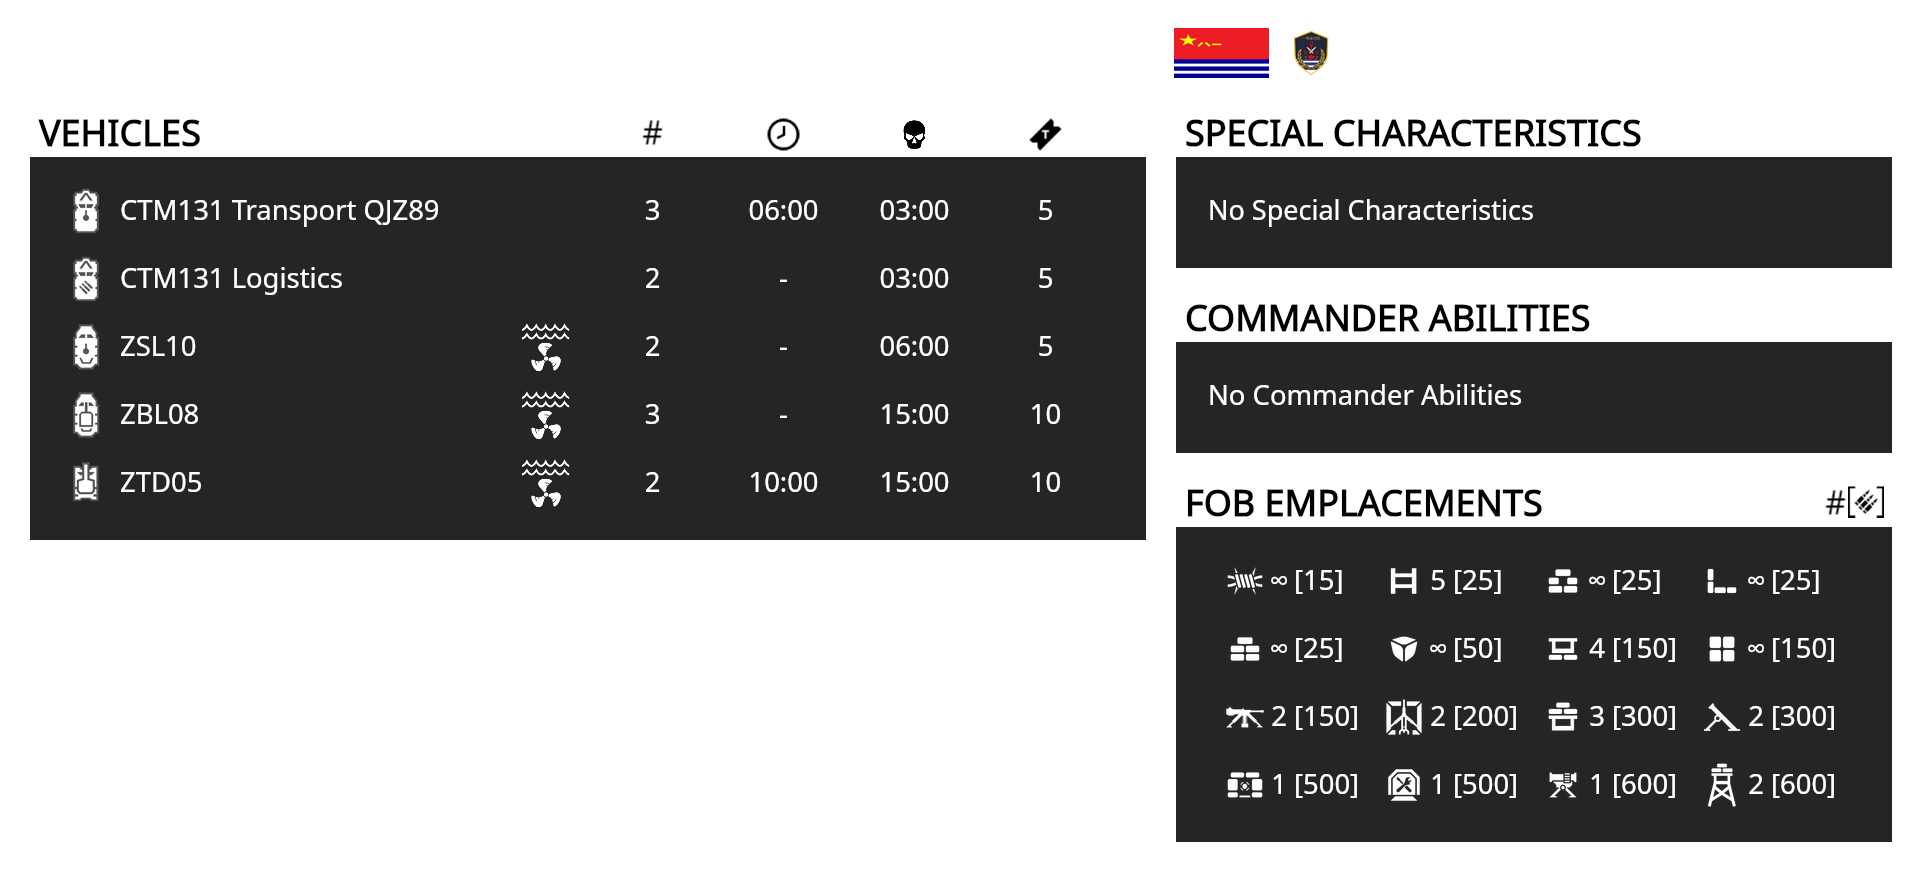 VEHICLES #
CTM131 Transport QJZ89 3 06:00 03:00 5
CTM131 Logistics 2 - 03:00 5
ZSL10 2 - 06:00 5
ZBL08 3 - 15:00 10
ZTD05 2 10:00 15:00 10
SPECIAL CHARACTERISTICS
No Special Characteristics
COMMANDER ABILITIES
No Commander Abilities
FOB EMPLACEMENTS #[]
∞ [15] 5 [25] ∞ [25] ∞ [25]
∞ [25] ∞ [50] 4 [150] ∞ [150]
2 [150] 2 [200] 3 [300] 2 [300]
1 [500] 1 [500] 1 [600] 2 [600]